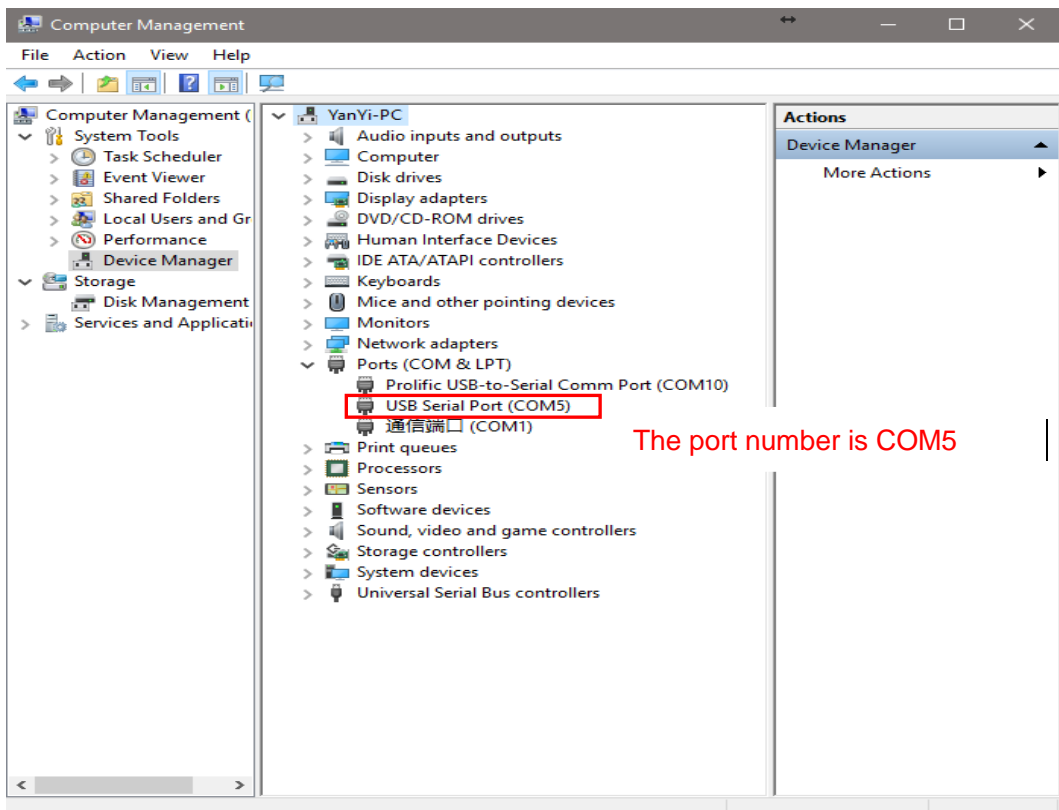 Computer Management
File Action View Help
Computer Management (
System Tools
Task Scheduler
Event Viewer
Shared Folders
Local Users and Gr
Performance
Device Manager
Storage
Disk Management
Services and Applicati
YanYi-PC
Audio inputs and outputs
Computer
Disk drives
Display adapters
DVD/CD-ROM drives
Human Interface Devices
IDE ATA/ATAPI controllers
Keyboards
Mice and other pointing devices
Monitors
Network adapters
Ports (COM & LPT)
Prolific USB-to-Serial Comm Port (COM10)
USB Serial Port (COM5)
通信端口 (COM1)
Print queues
Processors
Sensors
Software devices
Sound, video and game controllers
Storage controllers
System devices
Universal Serial Bus controllers
The port number is COM5
Actions
Device Manager
More Actions